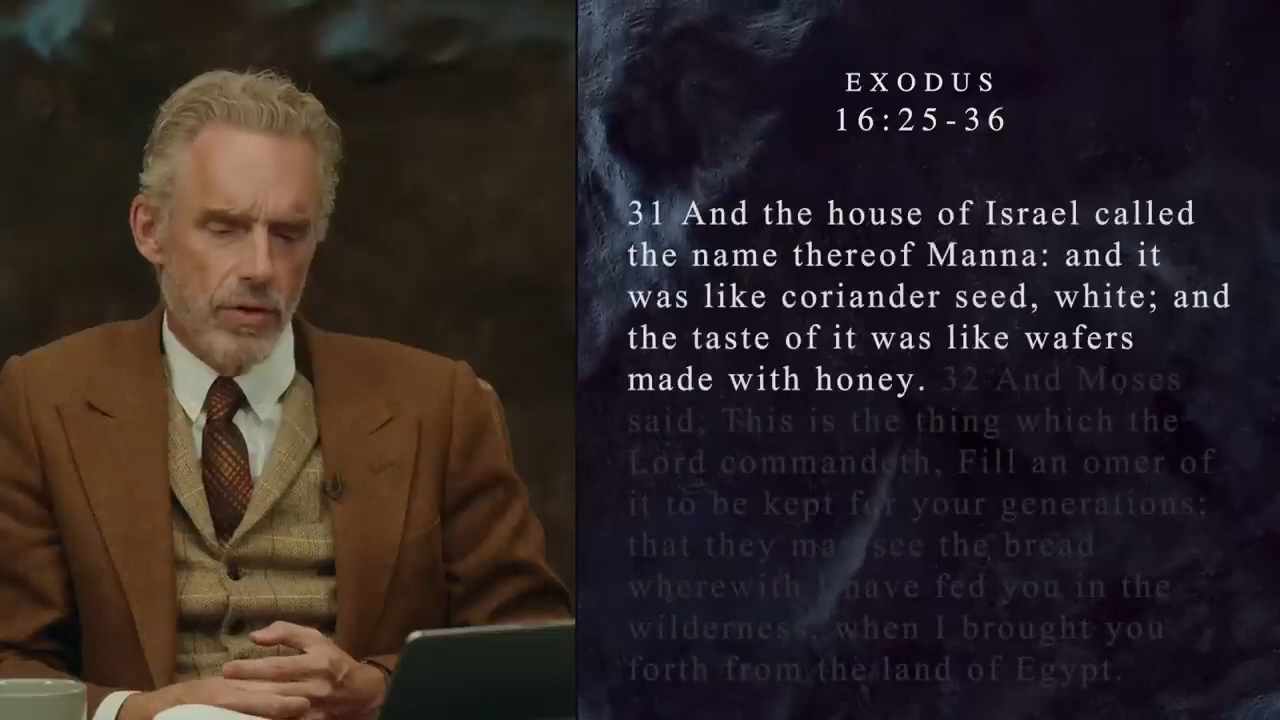 EXODUS
16:25-36
31 And the house of Israel called
the name thereof Manna: and it
was like coriander seed, white; and
the taste of it was like wafers
made with honey. 32 And Moses
said, This is the thing which the
Lord commandeth, Fill an omer of
it to be kept for your generations;
that they may see the bread
wherewith I have fed you in the
wilderness, when I brought you
forth from the land of Egypt.